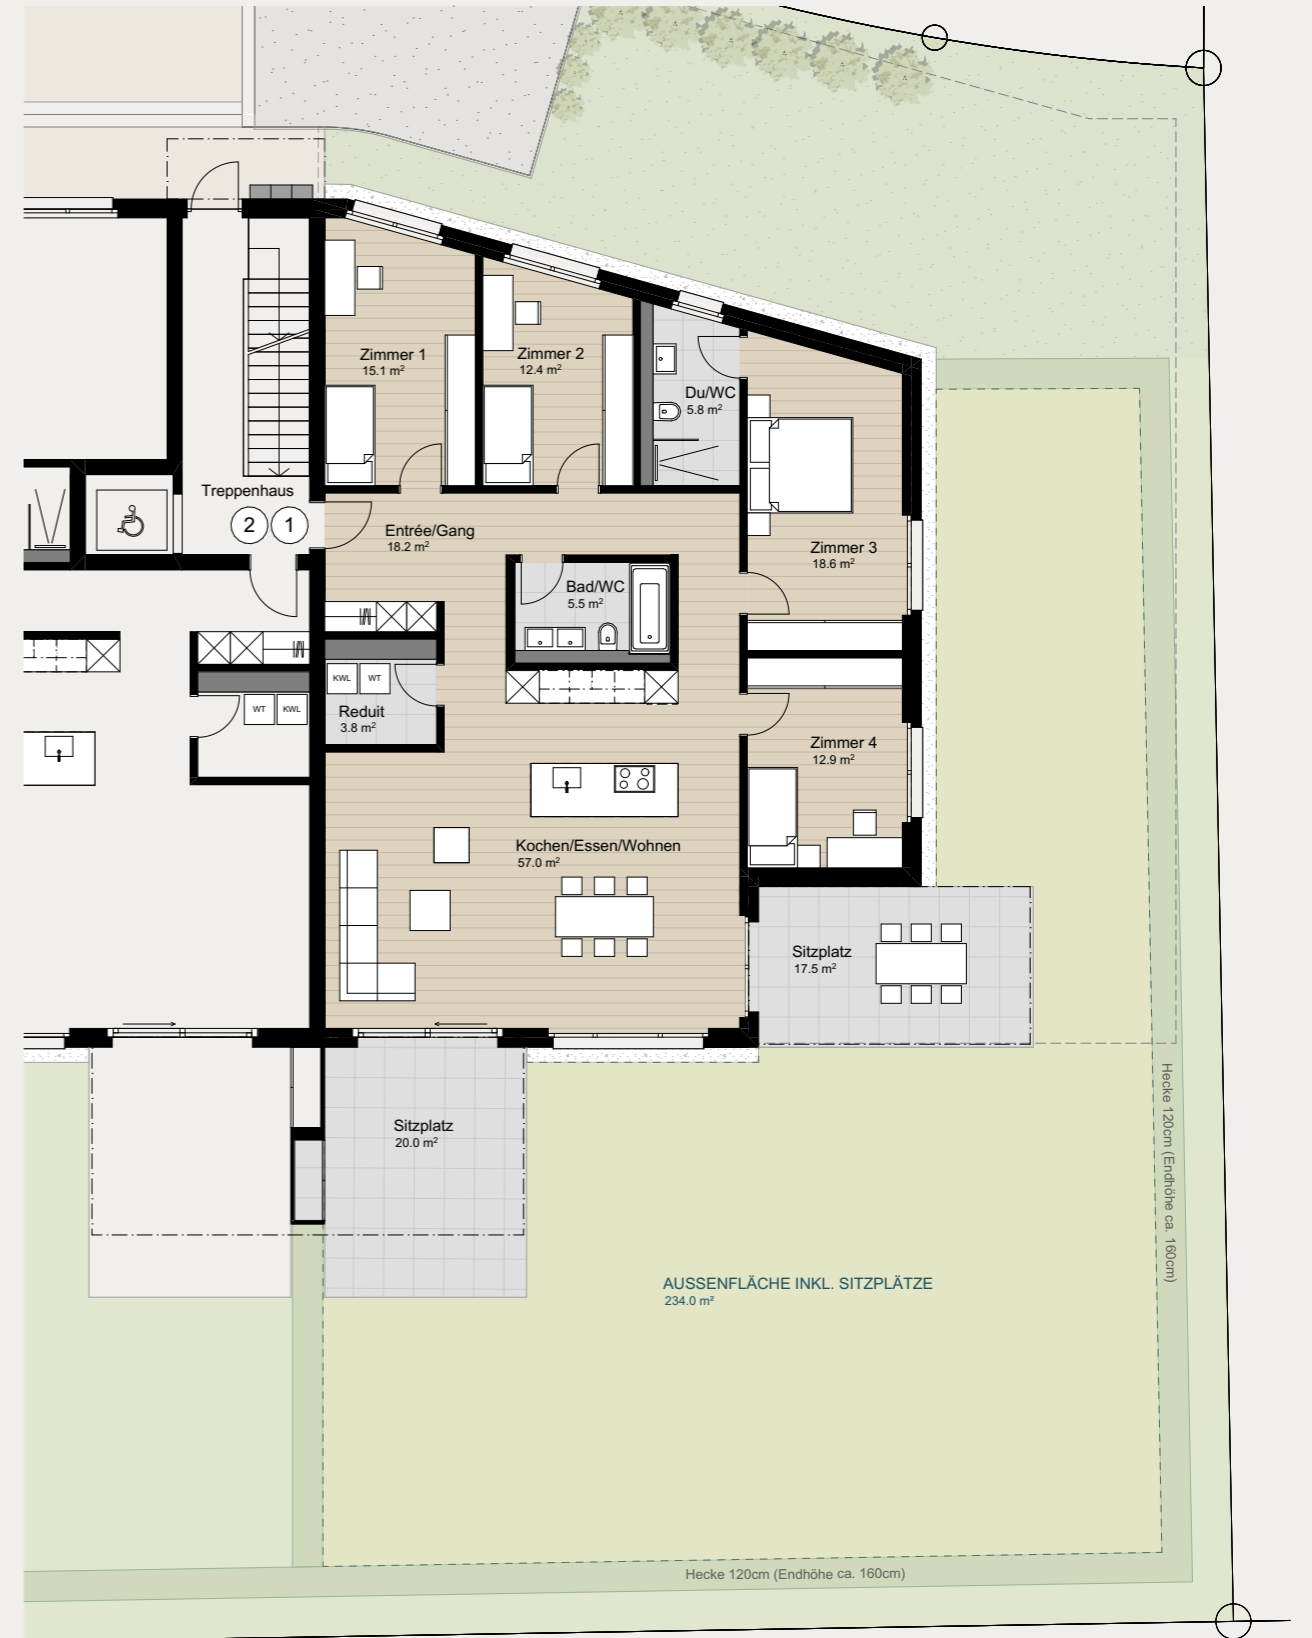 Zimmer 1
15.1 m²
Zimmer 2
12.4 m²
Du/WC
5.8 m²
Treppenhaus
2 1
Entrée/Gang
18.2 m²
Zimmer 3
18.6 m²
Bad/WC
5.5 m²
KWL WT
Reduit
3.8 m²
WT KWL
Zimmer 4
12.9 m²
Kochen/Essen/Wohnen
57.0 m²
Sitzplatz
17.5 m²
Sitzplatz
20.0 m²
Hecke 120cm (Endhöhe ca. 160cm)
AUSSENFLÄCHE INKL. SITZPLÄTZE
234.0 m²
Hecke 120cm (Endhöhe ca. 160cm)